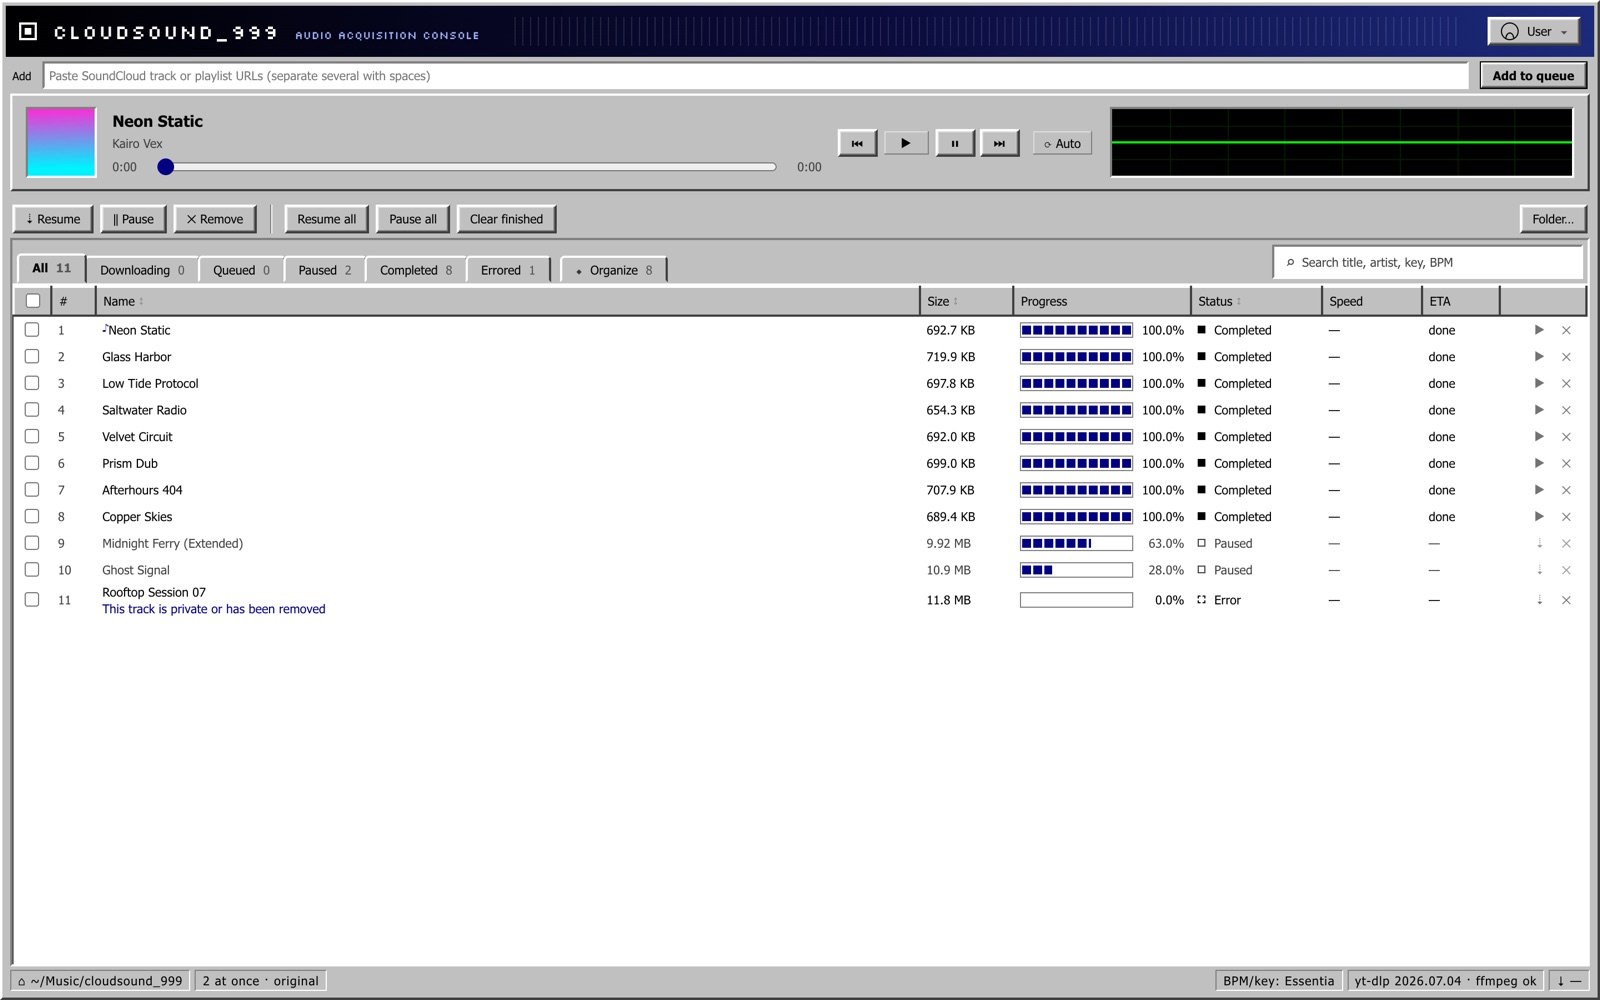 CLOUDSOUND_999 AUDIO ACQUISITION CONSOLE User
Add Paste SoundCloud track or playlist URLs (separate several with spaces) Add to queue
Neon Static
Kairo Vex
0:00 0:00
Auto
Resume Pause Remove Resume all Pause all Clear finished Folder...
All 11 Downloading 0 Queued 0 Paused 2 Completed 8 Errored 1 Organize 8 Search title, artist, key, BPM
# Name Size Progress Status Speed ETA
1 ♪Neon Static 692.7 KB 100.0% Completed — done
2 Glass Harbor 719.9 KB 100.0% Completed — done
3 Low Tide Protocol 697.8 KB 100.0% Completed — done
4 Saltwater Radio 654.3 KB 100.0% Completed — done
5 Velvet Circuit 692.0 KB 100.0% Completed — done
6 Prism Dub 699.0 KB 100.0% Completed — done
7 Afterhours 404 707.9 KB 100.0% Completed — done
8 Copper Skies 689.4 KB 100.0% Completed — done
9 Midnight Ferry (Extended) 9.92 MB 63.0% Paused — —
10 Ghost Signal 10.9 MB 28.0% Paused — —
11 Rooftop Session 07 11.8 MB 0.0% Error — —
This track is private or has been removed
~/Music/cloudsound_999 2 at once · original BPM/key: Essentia yt-dlp 2026.07.04 · ffmpeg ok ↓ —